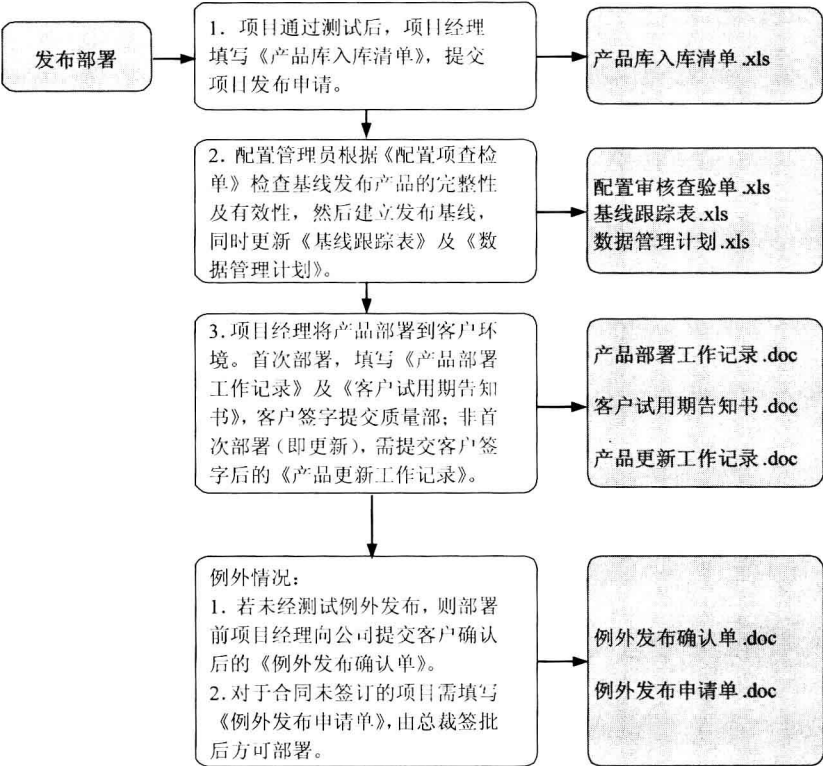 发布部署
1. 项目通过测试后，项目经理
填写《产品库入库清单》，提交
项目发布申请。
产品库入库清单.xls
2. 配置管理员根据《配置项查检
单》检查基线发布产品的完整性
及有效性，然后建立发布基线，
同时更新《基线跟踪表》及《数
据管理计划》。
配置审核查验单.xls
基线跟踪表.xls
数据管理计划.xls
3. 项目经理将产品部署到客户环
境。首次部署，填写《产品部署
工作记录》及《客户试用期告知
书》，客户签字提交质量部；非首
次部署（即更新），需提交客户签
字后的《产品更新工作记录》。
产品部署工作记录.doc
客户试用期告知书.doc
产品更新工作记录.doc
例外情况：
1. 若未经测试例外发布，则部署
前项目经理向公司提交客户确认
后的《例外发布确认单》。
2. 对于合同未签订的项目需填写
《例外发布申请单》，由总裁签批
后方可部署。
例外发布确认单.doc
例外发布申请单.doc